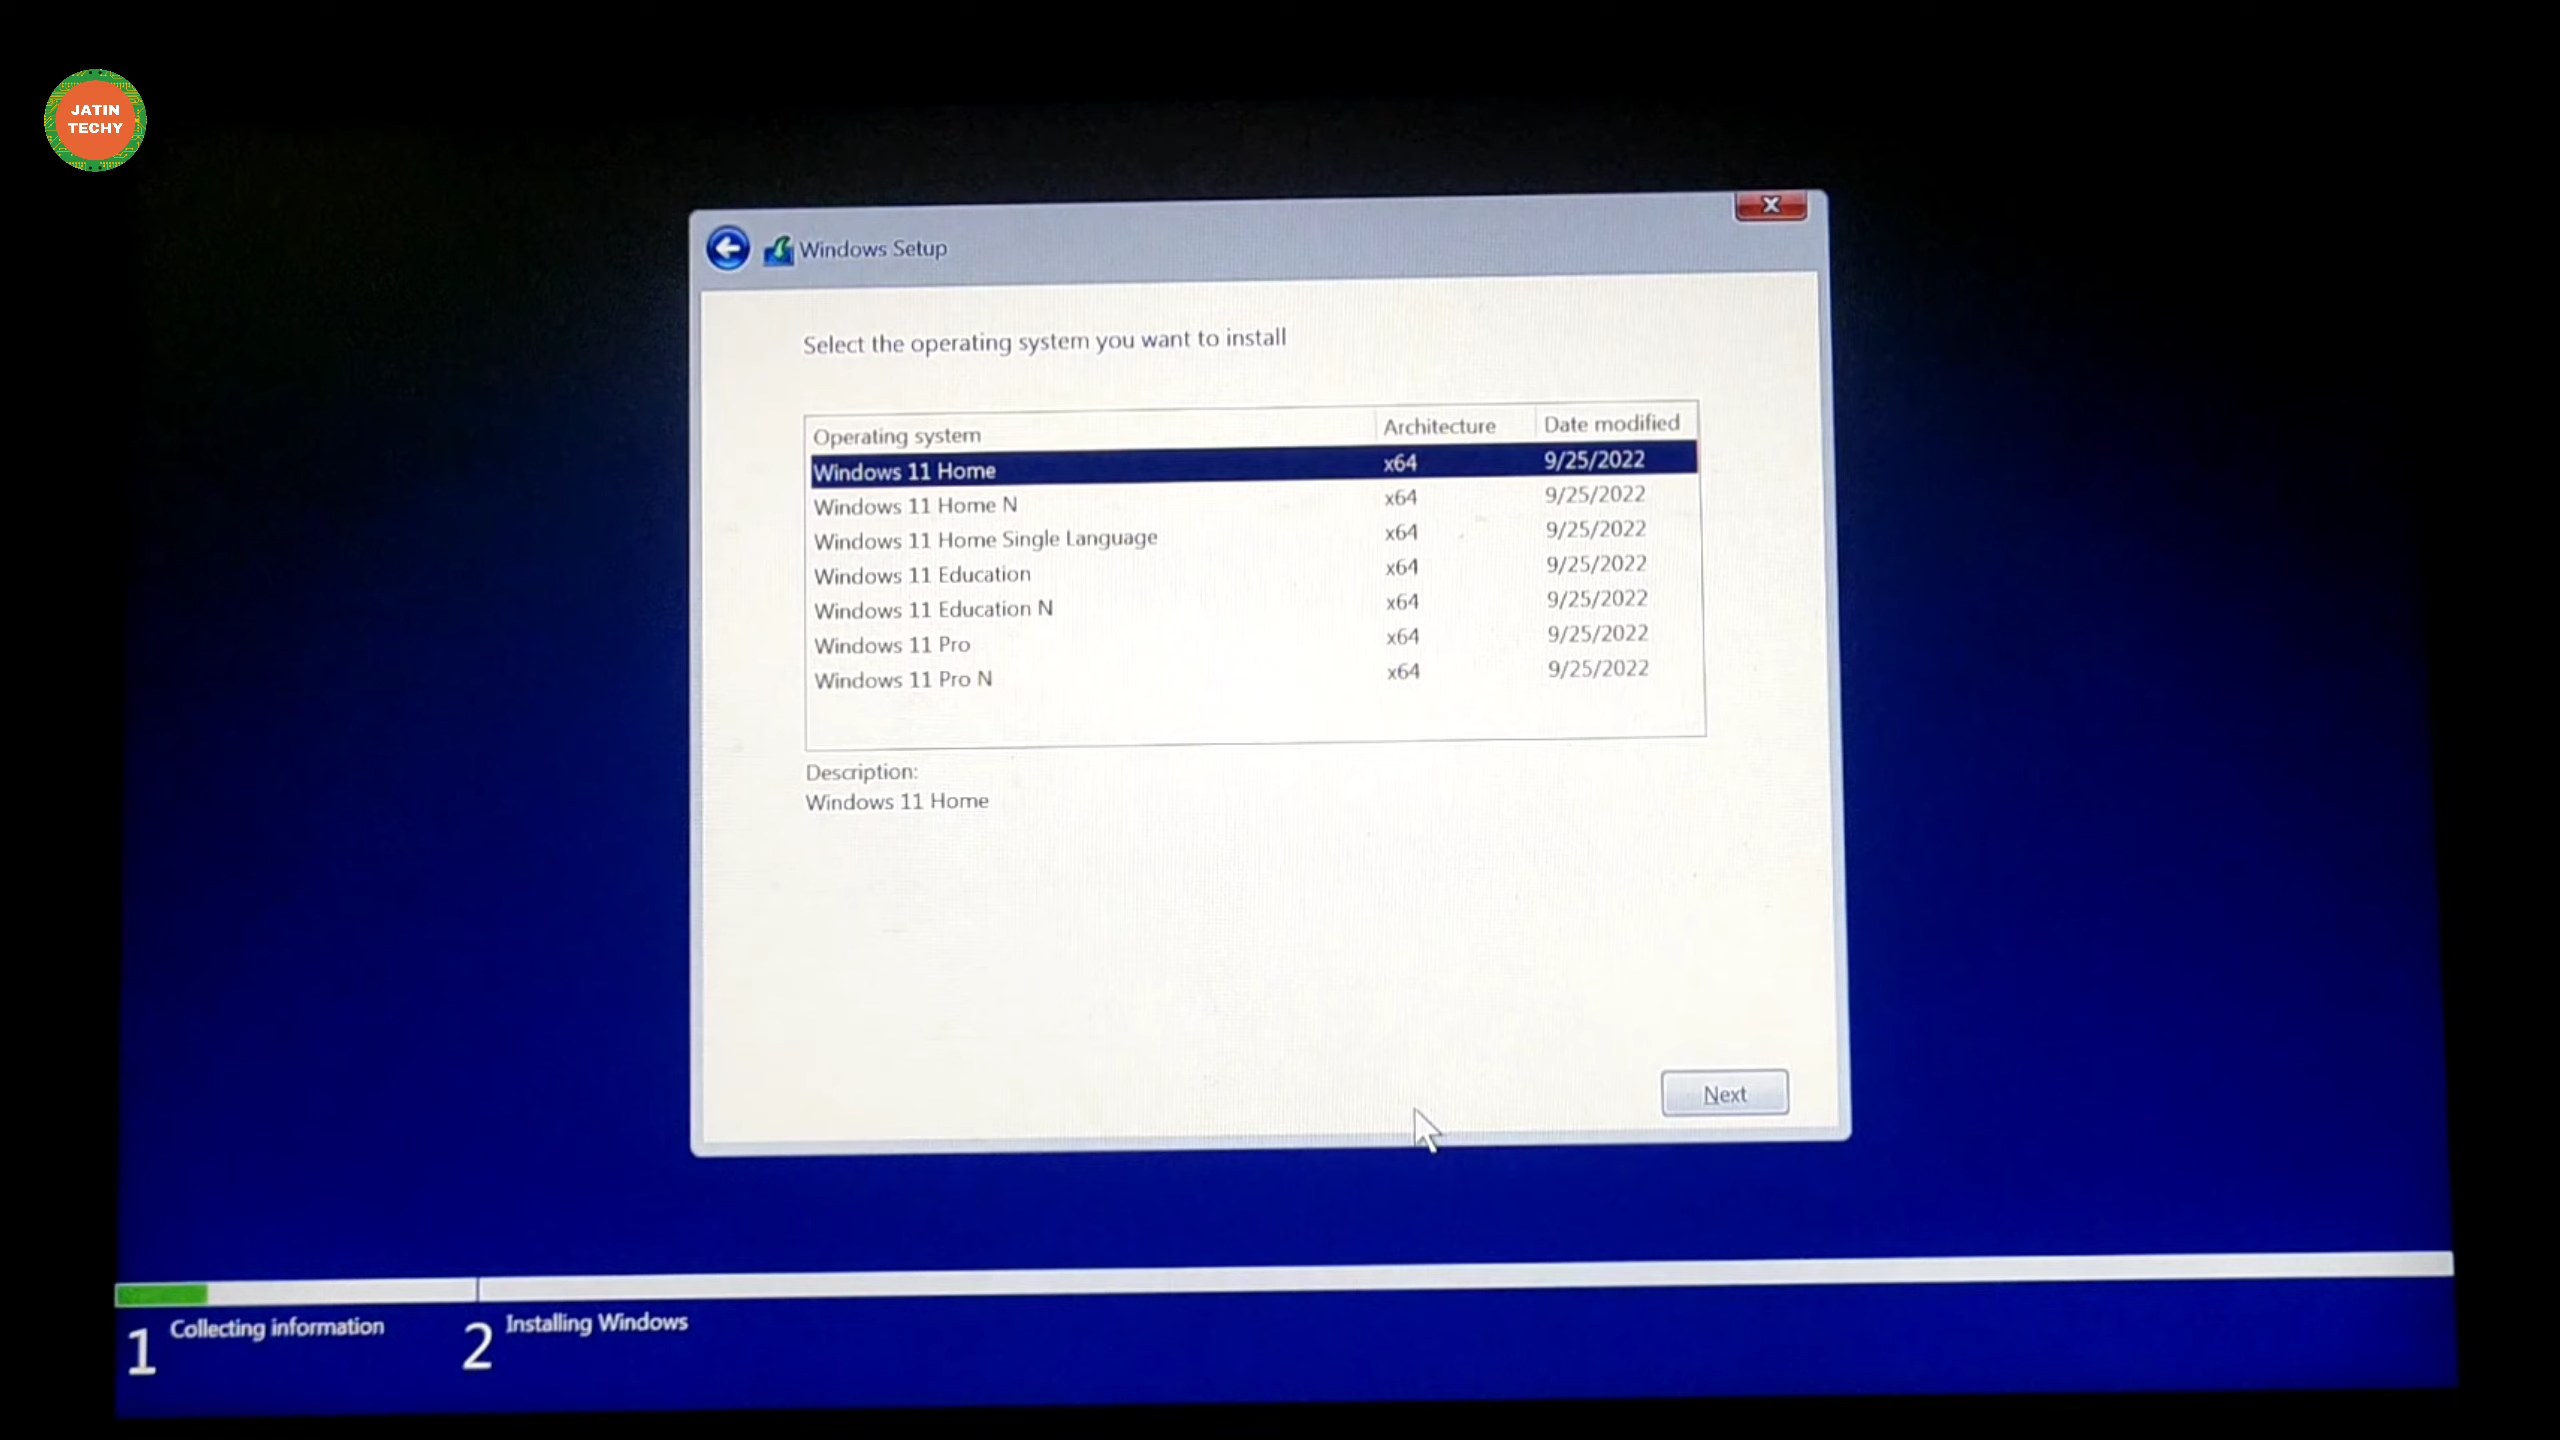 JATIN
TECHY
Windows Setup
Select the operating system you want to install
Operating system Architecture Date modified
Windows 11 Home x64 9/25/2022
Windows 11 Home N x64 9/25/2022
Windows 11 Home Single Language x64 9/25/2022
Windows 11 Education x64 9/25/2022
Windows 11 Education N x64 9/25/2022
Windows 11 Pro x64 9/25/2022
Windows 11 Pro N x64 9/25/2022
Description:
Windows 11 Home
Next
1 Collecting information 2 Installing Windows